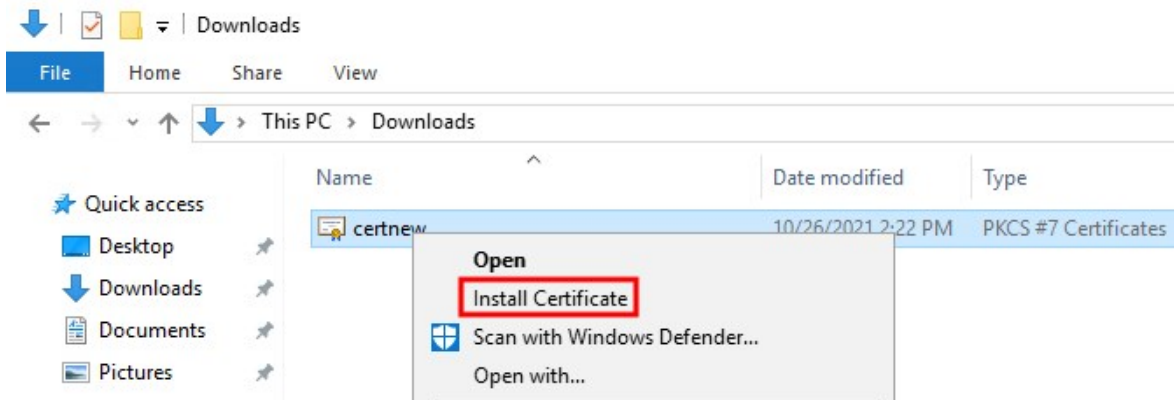 Downloads
File Home Share View
This PC > Downloads
Name Date modified Type
Quick access
certnew 10/26/2021 2:22 PM PKCS #7 Certificates
Desktop
Open
Downloads
Install Certificate
Documents
Scan with Windows Defender...
Pictures
Open with...